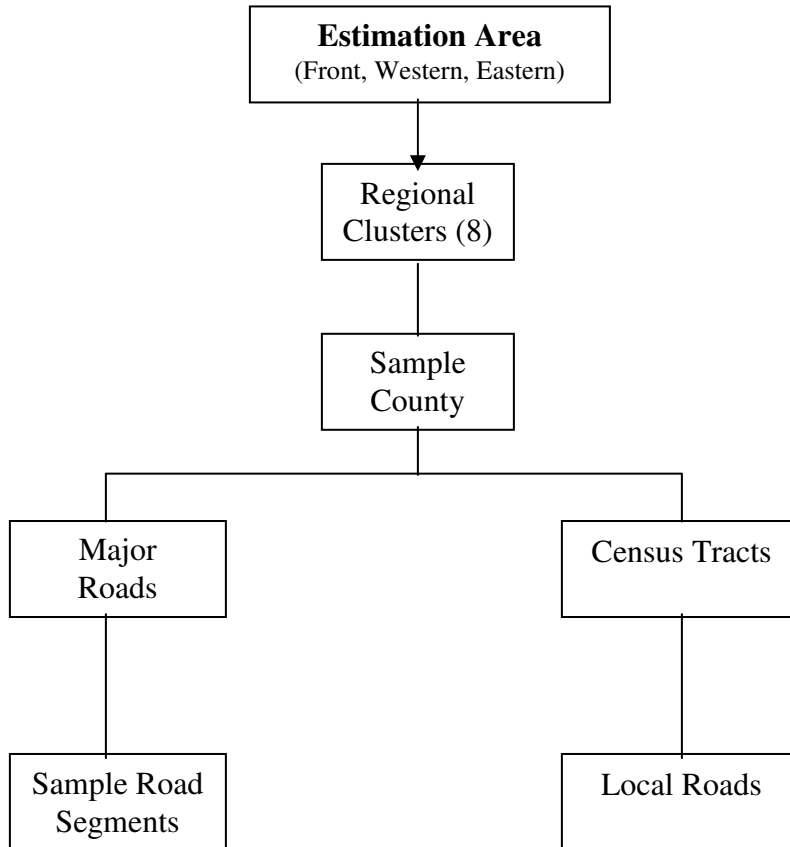 Estimation Area
(Front, Western, Eastern)
Regional
Clusters (8)
Sample
County
Major
Roads
Census Tracts
Sample Road
Segments
Local Roads